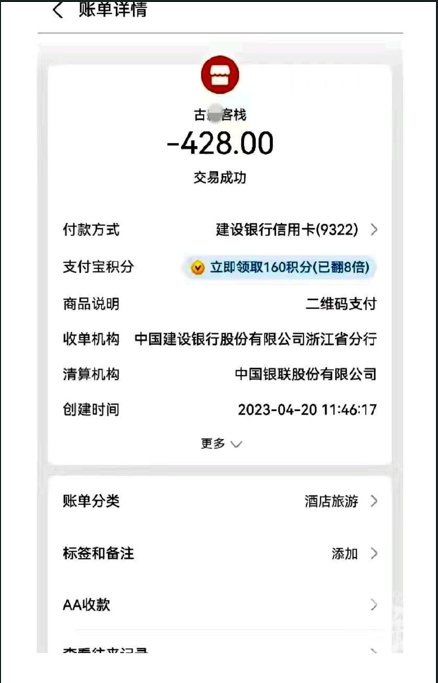 账单详情
古 客栈
-428.00
交易成功
付款方式 建设银行信用卡(9322)
支付宝积分 立即领取160积分(已翻8倍)
商品说明 二维码支付
收单机构 中国建设银行股份有限公司浙江省分行
清算机构 中国银联股份有限公司
创建时间 2023-04-20 11:46:17
更多
账单分类 酒店旅游
标签和备注 添加
AA收款
查看往来记录